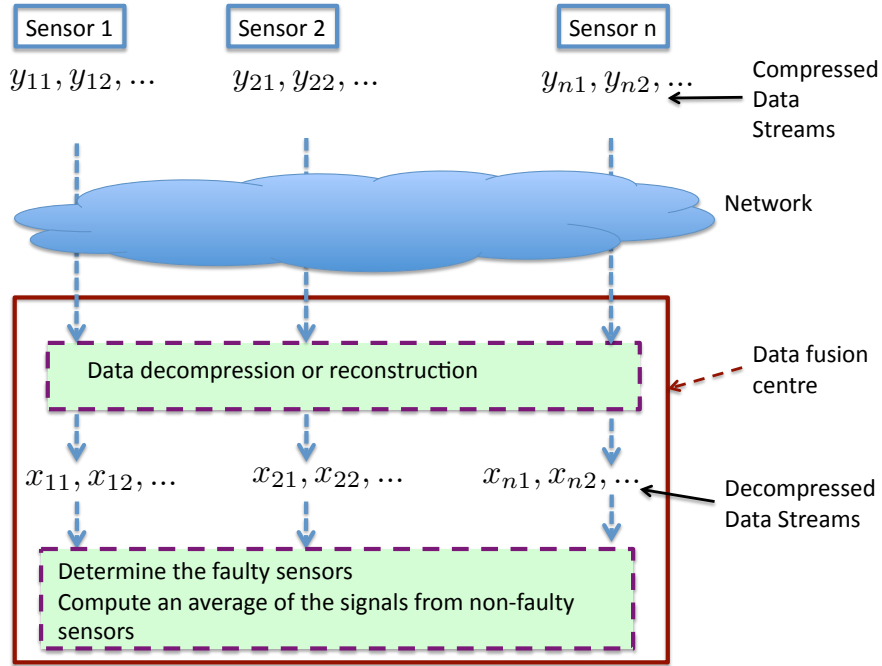 Sensor 1
Sensor 2
Sensor n
y₁₁, y₁₂, ...
y₂₁, y₂₂, ...
yₙ₁, yₙ₂, ...
Compressed
Data
Streams
Network
Data decompression or reconstruction
Data fusion
centre
x₁₁, x₁₂, ...
x₂₁, x₂₂, ...
xₙ₁, xₙ₂, ...
Decompressed
Data Streams
Determine the faulty sensors
Compute an average of the signals from non-faulty
sensors